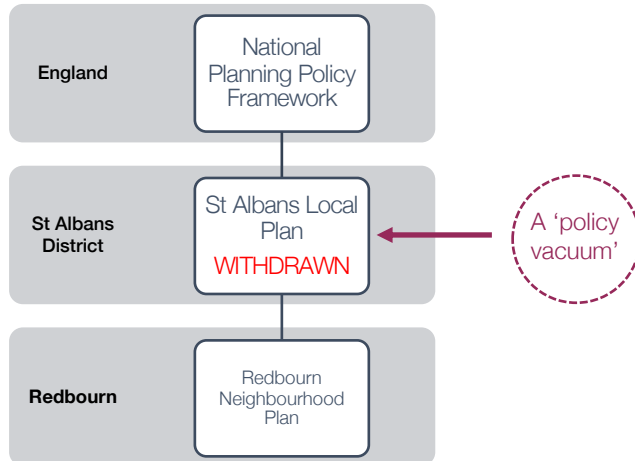 England
National
Planning Policy
Framework
St Albans
District
St Albans Local
Plan
WITHDRAWN
A ‘policy
vacuum’
Redbourn
Redbourn
Neighbourhood
Plan